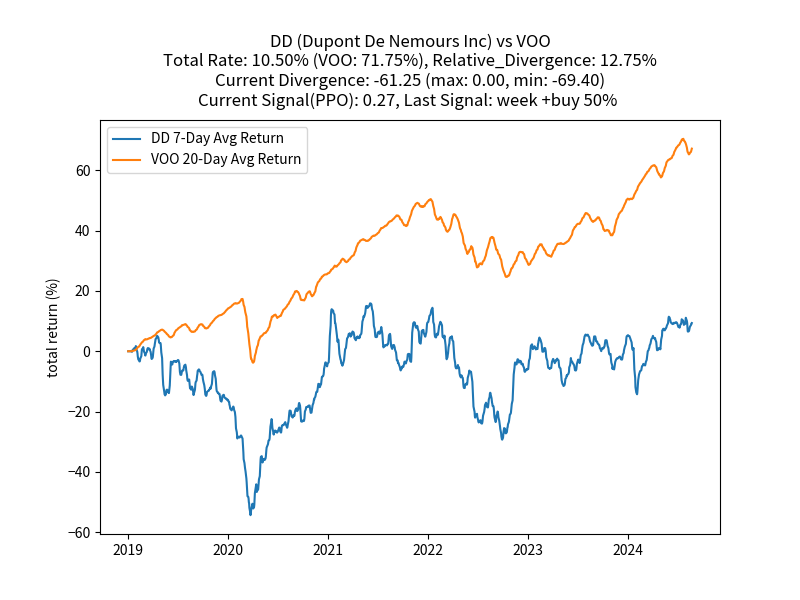 DD (Dupont De Nemours Inc) vs VOO
Total Rate: 10.50% (VOO: 71.75%), Relative_Divergence: 12.75%
Current Divergence: -61.25 (max: 0.00, min: -69.40)
Current Signal(PPO): 0.27, Last Signal: week +buy 50%
DD 7-Day Avg Return
VOO 20-Day Avg Return
total return (%)
60
40
20
0
−20
−40
−60
2019
2020
2021
2022
2023
2024